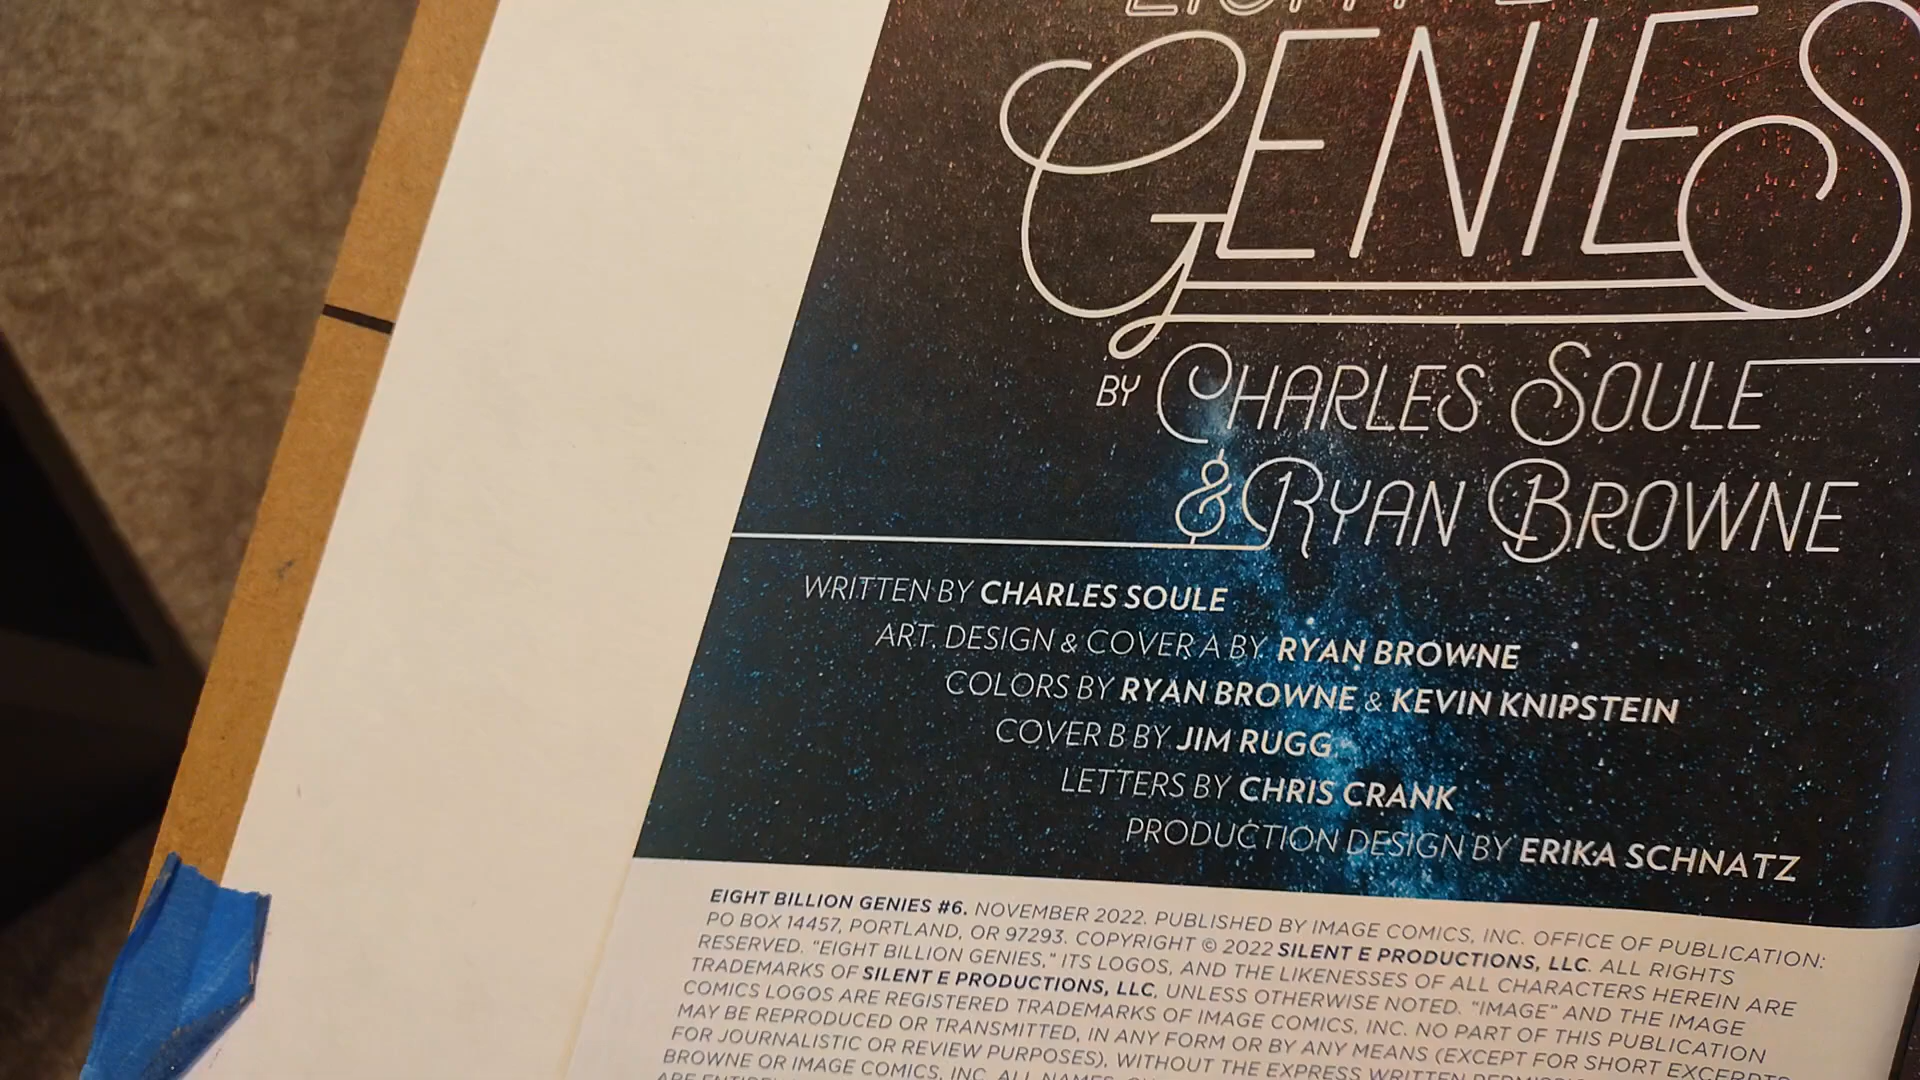 GENIES
BY CHARLES SOULE
& RYAN BROWNE
WRITTEN BY CHARLES SOULE
ART, DESIGN & COVER A BY RYAN BROWNE
COLORS BY RYAN BROWNE & KEVIN KNIPSTEIN
COVER B BY JIM RUGG
LETTERS BY CHRIS CRANK
PRODUCTION DESIGN BY ERIKA SCHNATZ
EIGHT BILLION GENIES #6. NOVEMBER 2022. PUBLISHED BY IMAGE COMICS, INC. OFFICE OF PUBLICATION:
PO BOX 14457, PORTLAND, OR 97293. COPYRIGHT © 2022 SILENT E PRODUCTIONS, LLC. ALL RIGHTS
RESERVED. "EIGHT BILLION GENIES," ITS LOGOS, AND THE LIKENESSES OF ALL CHARACTERS HEREIN ARE
TRADEMARKS OF SILENT E PRODUCTIONS, LLC, UNLESS OTHERWISE NOTED. "IMAGE" AND THE IMAGE
COMICS LOGOS ARE REGISTERED TRADEMARKS OF IMAGE COMICS, INC. NO PART OF THIS PUBLICATION
MAY BE REPRODUCED OR TRANSMITTED, IN ANY FORM OR BY ANY MEANS (EXCEPT FOR SHORT EXCERPTS
FOR JOURNALISTIC OR REVIEW PURPOSES), WITHOUT THE EXPRESS WRITTEN
BROWNE OR IMAGE COMICS, INC. ALL NAMES,